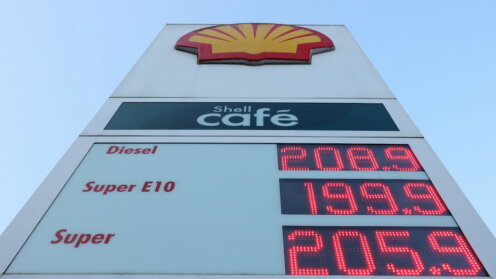 Shell
café
Diesel 208.9
Super E10 199.9
Super 205.9